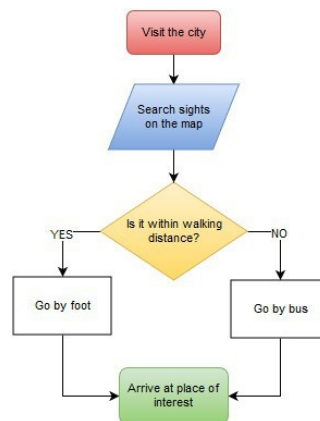 Visit the city
Search sights
on the map
Is it within walking
distance?
YES
NO
Go by foot
Go by bus
Arrive at place of
interest